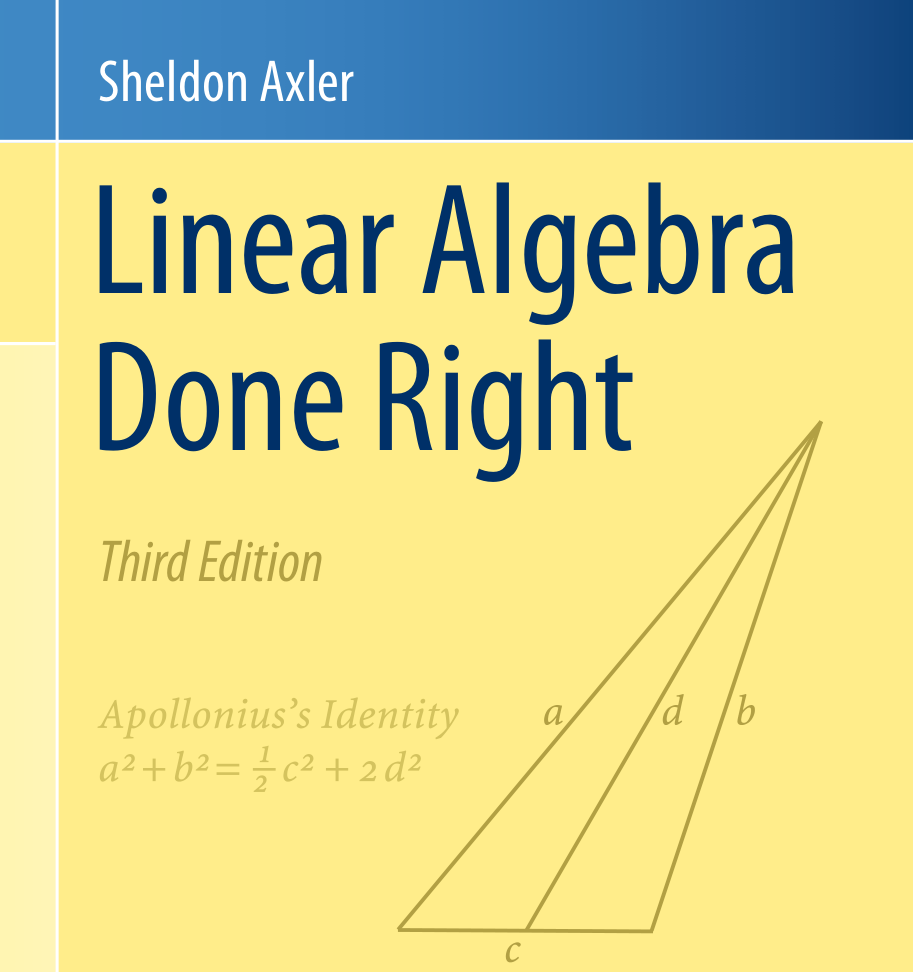 Sheldon Axler
Linear Algebra
Done Right
Third Edition
Apollonius's Identity
a² + b² = ½ c² + 2 d²
a d b
c